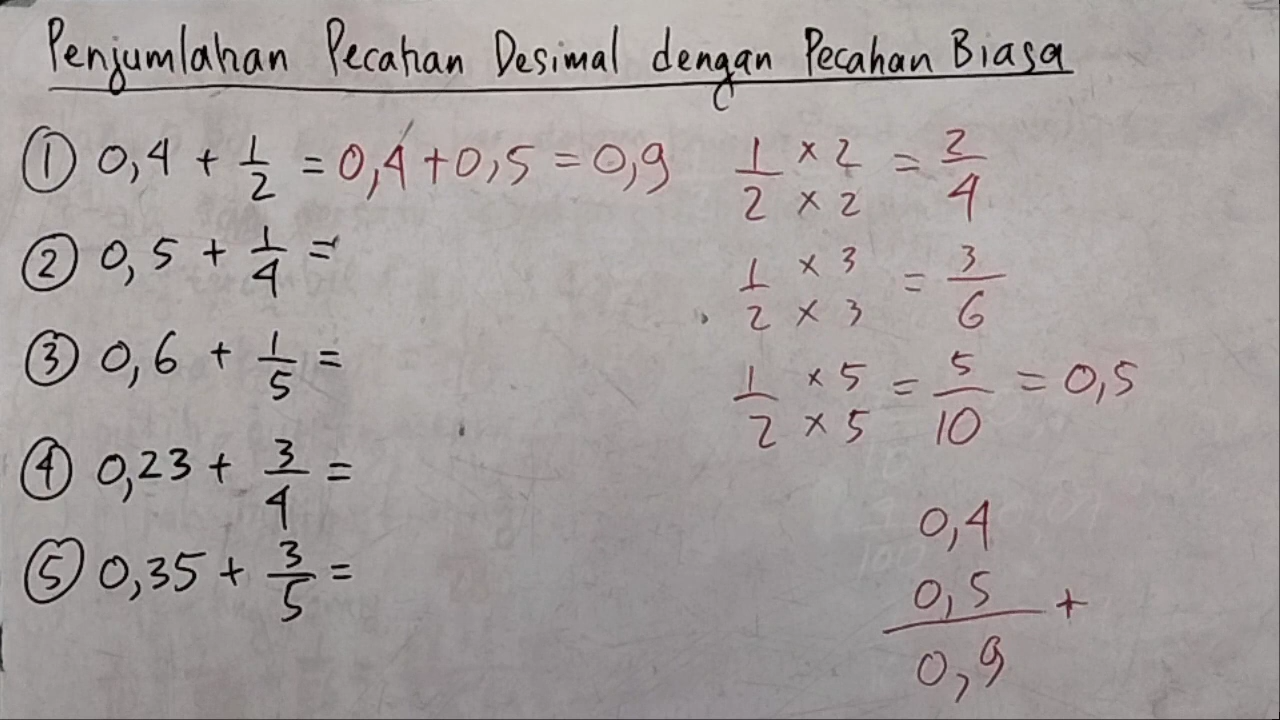 Penjumlahan Pecahan Desimal dengan Pecahan Biasa
① 0,4 + 1/2 = 0,4 + 0,5 = 0,9
② 0,5 + 1/4 =
③ 0,6 + 1/5 =
④ 0,23 + 3/4 =
⑤ 0,35 + 3/5 =
1/2 × 2 / × 2 = 2/4
1/2 × 3 / × 3 = 3/6
1/2 × 5 / × 5 = 5/10 = 0,5
0,4
0,5 +
0,9